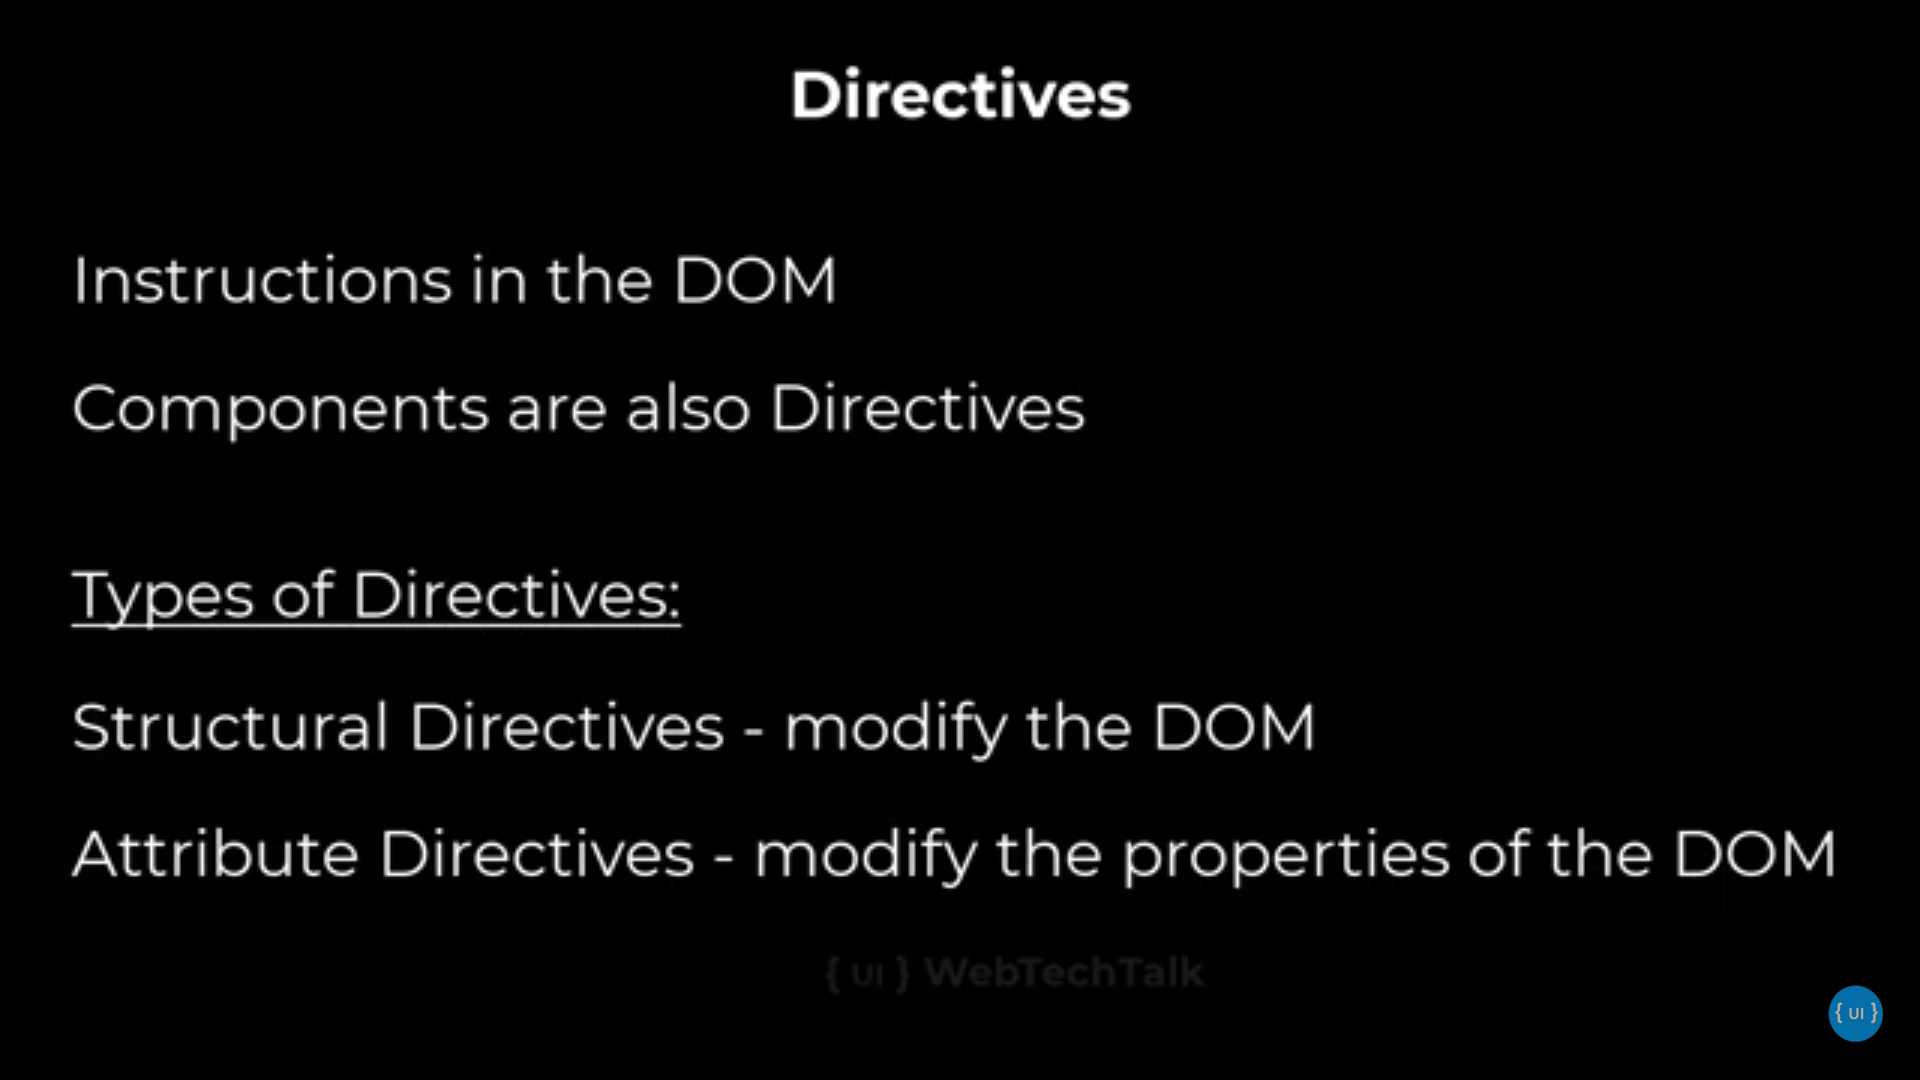 Directives
Instructions in the DOM
Components are also Directives
Types of Directives:
Structural Directives - modify the DOM
Attribute Directives - modify the properties of the DOM
{ UI } WebTechTalk
{ UI }